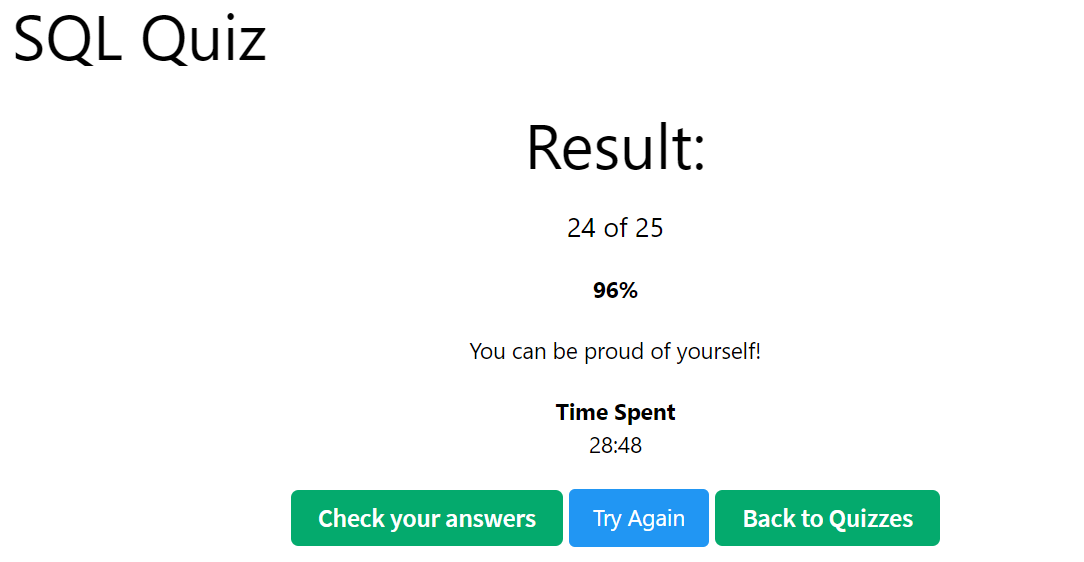 SQL Quiz
Result:
24 of 25
96%
You can be proud of yourself!
Time Spent
28:48
Check your answers
Try Again
Back to Quizzes